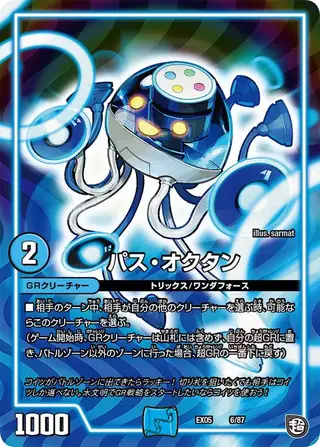 illus. sarmat
2
パス・オクタン
GRクリーチャー
トリックス/ワンダフォース
■相手のターン中、相手が自分の他のクリーチャーを選ぶ時、可能な
らこのクリーチャーを選ぶ。
(ゲーム開始時、GRクリーチャーは山札には含めず、自分の超GRに置
き、バトルゾーン以外のゾーンに行った場合、超GRの一番下に戻す)
コイツがバトルゾーンに出てきたらラッキー! 切り札を狙いたくても相手はコイ
ツしか選べない。水文明でGR戦略をスタートしたいならコイツを使おう!
1000
EX05
6/87